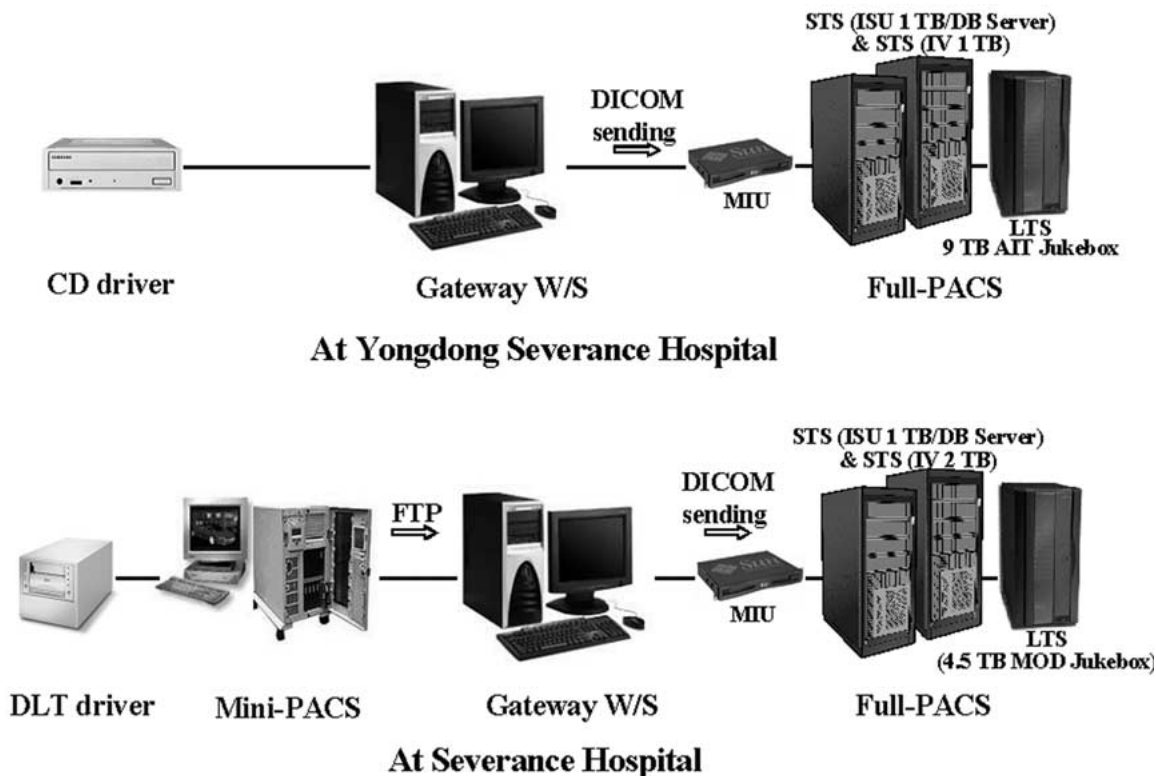 STS (ISU 1 TB/DB Server)
& STS (IV 1 TB)
DICOM
sending
SAMSUNG
Sun
MIU
LTS
9 TB AIT Jukebox
CD driver
Gateway W/S
Full-PACS
At Yongdong Severance Hospital
STS (ISU 1 TB/DB Server)
& STS (IV 2 TB)
DICOM
sending
FTP
Sun
MIU
LTS
(4.5 TB MOD Jukebox)
DLT driver
Mini-PACS
Gateway W/S
Full-PACS
At Severance Hospital